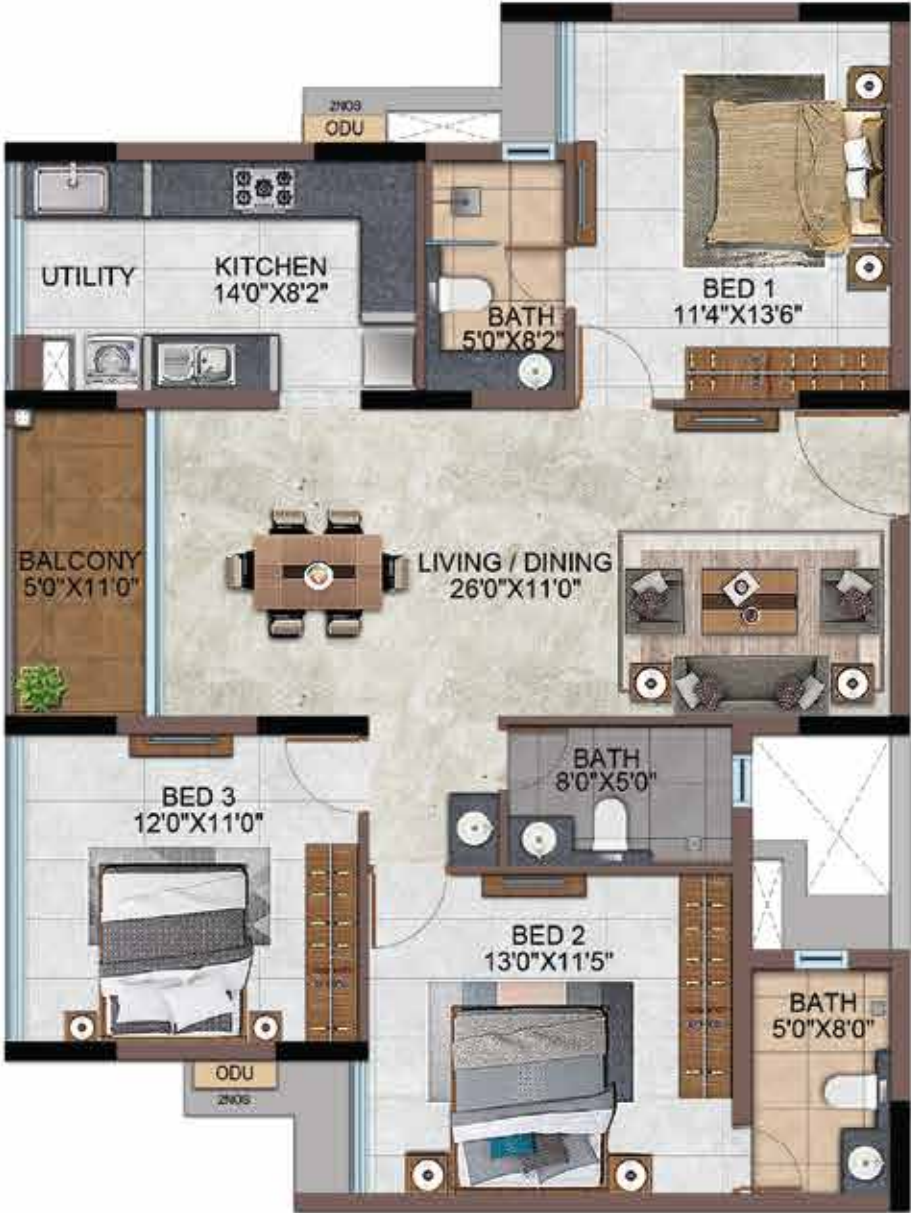 2NOS
ODU
UTILITY
KITCHEN
14'0"X8'2"
BATH
5'0"X8'2"
BED 1
11'4"X13'6"
BALCONY
5'0"X11'0"
LIVING / DINING
26'0"X11'0"
BATH
8'0"X5'0"
BED 3
12'0"X11'0"
BED 2
13'0"X11'5"
BATH
5'0"X8'0"
ODU
2NOS